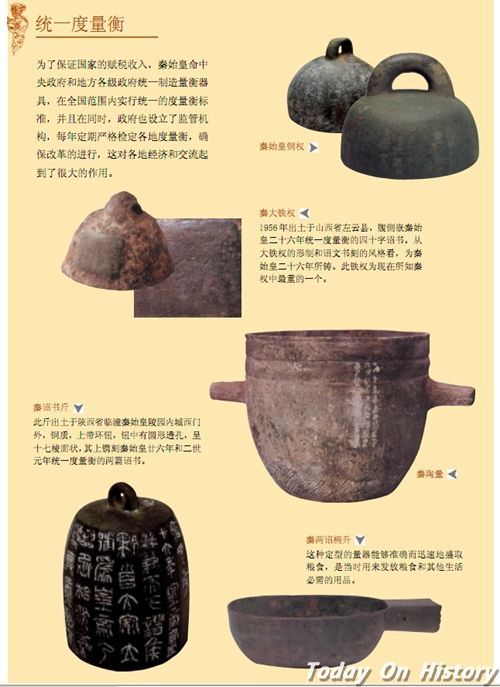 统一度量衡
为了保证国家的赋税收入，秦始皇命中
央政府和地方各级政府统一制造量衡器
具，在全国范围内实行统一的度量衡标
准，并且在同时，政府也设立了监管机
构，每年定期严格检定各地度量衡，确
保改革的进行，这对各地经济和交流起
到了很大的作用。
秦始皇铜权
秦大铁权
1956年出土于山西省左云县，腹侧嵌秦始
皇二十六年统一度量衡的四十字诏书。从
大铁权的形制和诏文书刻的风格看，为秦
始皇二十六年所铸。此铁权为现在所知秦
权中最重的一个。
秦诏书斤
此斤出土于陕西省临潼秦始皇陵园内城西门
外，铜质，上带环钮，钮中有圆形透孔，呈
十七棱面状，其上镌刻秦始皇廿六年和二世
元年统一度量衡的两篇诏书。
秦陶量
秦两诏椭升
这种定型的量器能够准确而迅速地盛取
粮食，是当时用来发放粮食和其他生活
必需的用品。
Today On History